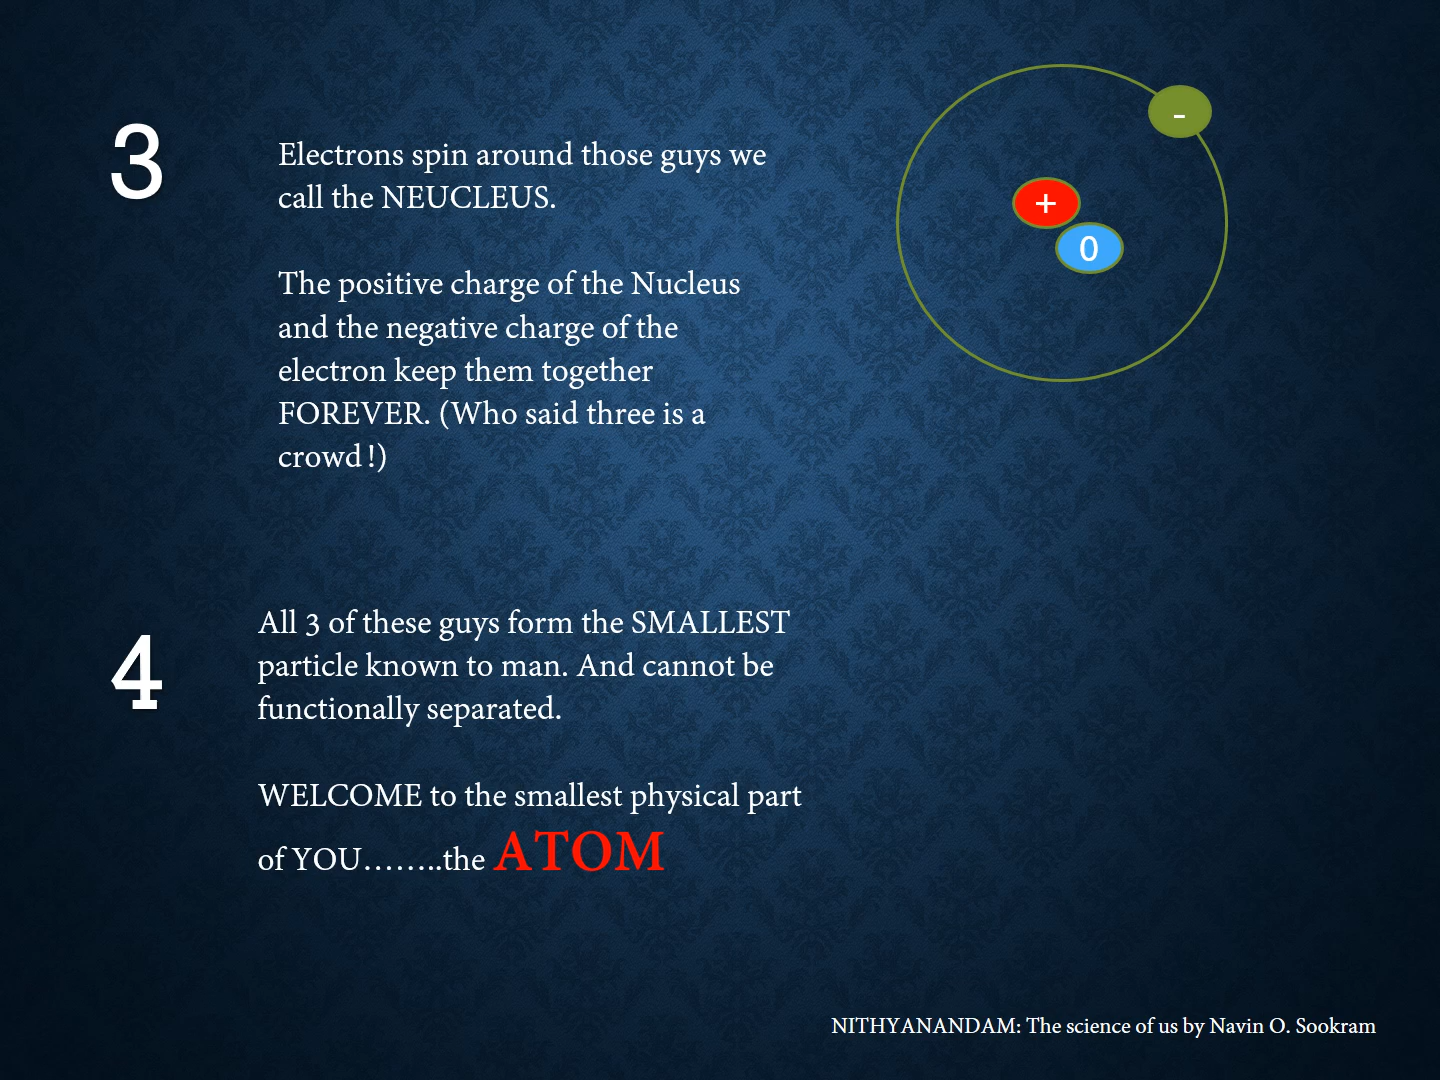 3
Electrons spin around those guys we
call the NEUCLEUS.
The positive charge of the Nucleus
and the negative charge of the
electron keep them together
FOREVER. (Who said three is a
crowd!)
-
+
0
4
All 3 of these guys form the SMALLEST
particle known to man. And cannot be
functionally separated.
WELCOME to the smallest physical part
of YOU……..the ATOM
NITHYANANDAM: The science of us by Navin O. Sookram